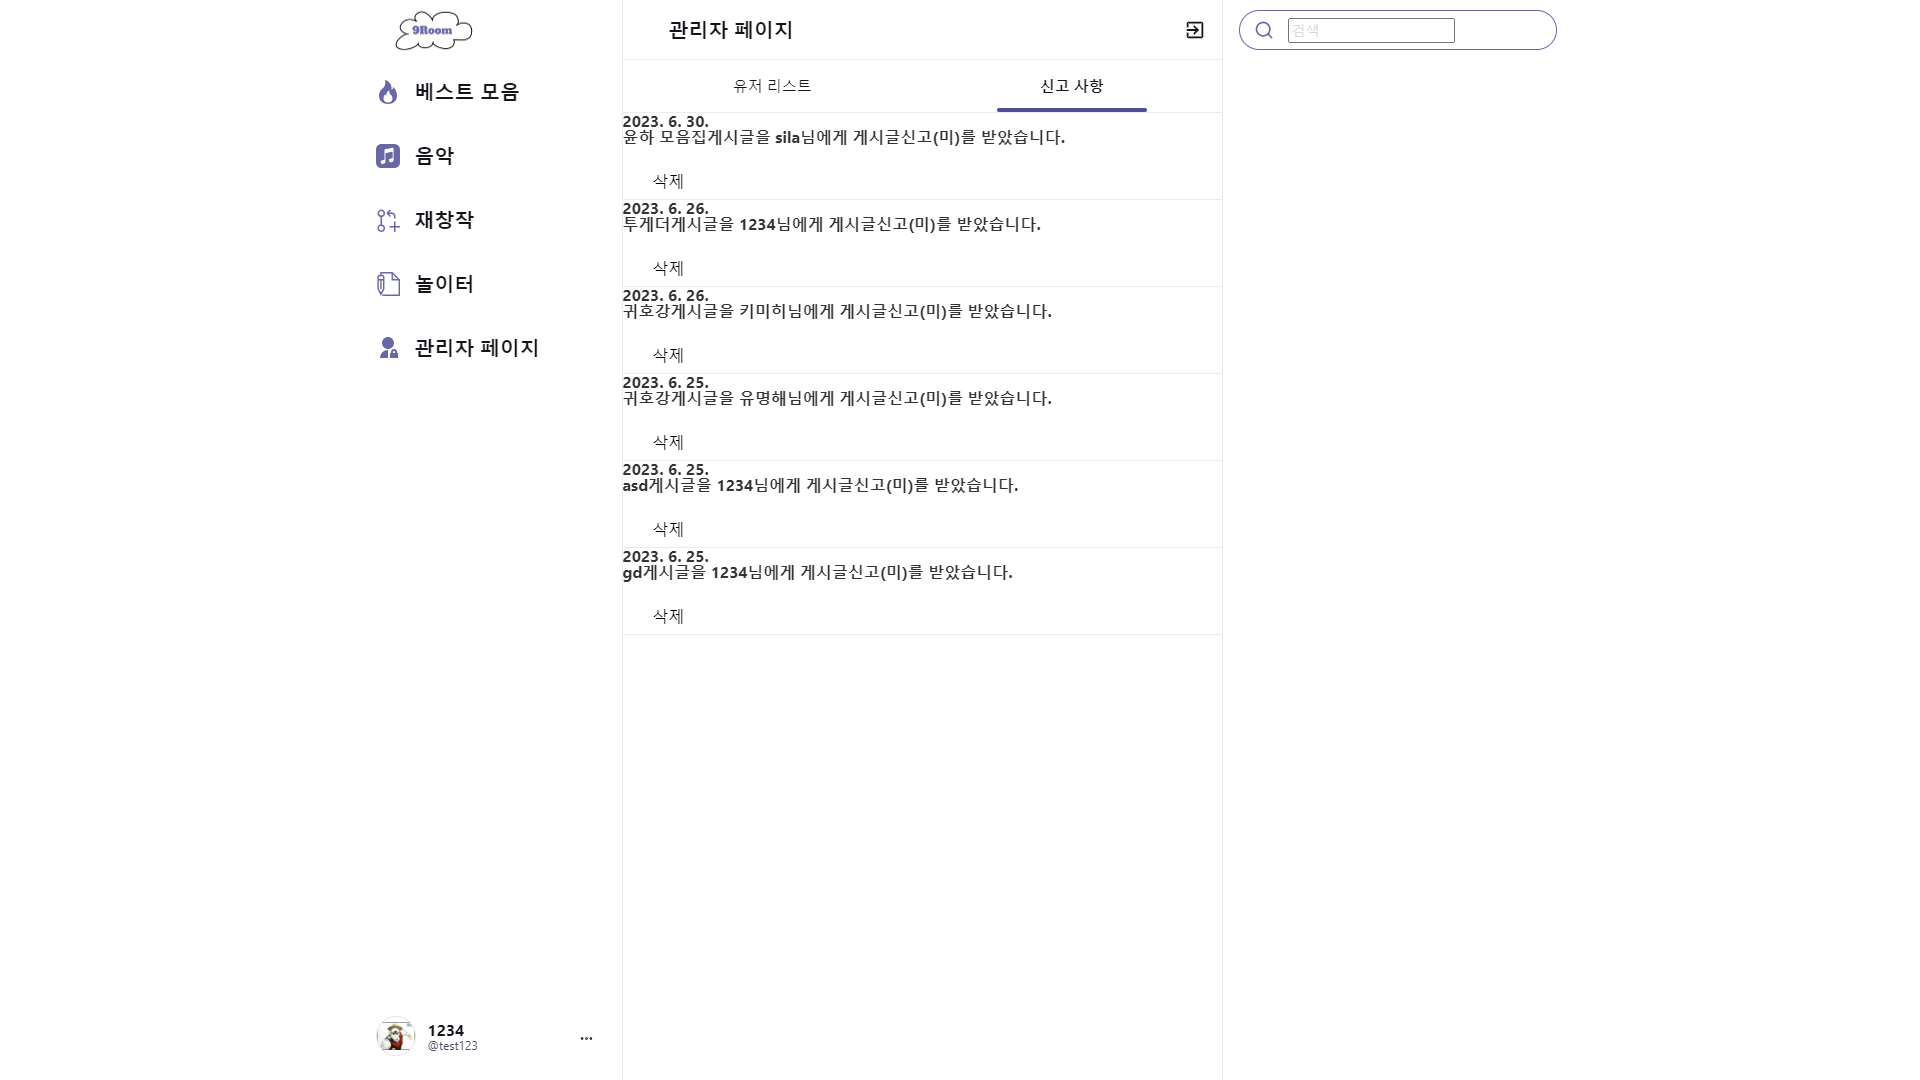 9Room
베스트 모음
음악
재창작
놀이터
관리자 페이지
1234
@test123
관리자 페이지
유저 리스트
신고 사항
2023. 6. 30.
윤하 모음집게시글을 sila님에게 게시글신고(미)를 받았습니다.
삭제
2023. 6. 26.
투게더게시글을 1234님에게 게시글신고(미)를 받았습니다.
삭제
2023. 6. 26.
귀호강게시글을 키미히님에게 게시글신고(미)를 받았습니다.
삭제
2023. 6. 25.
귀호강게시글을 유명해님에게 게시글신고(미)를 받았습니다.
삭제
2023. 6. 25.
asd게시글을 1234님에게 게시글신고(미)를 받았습니다.
삭제
2023. 6. 25.
gd게시글을 1234님에게 게시글신고(미)를 받았습니다.
삭제
검색